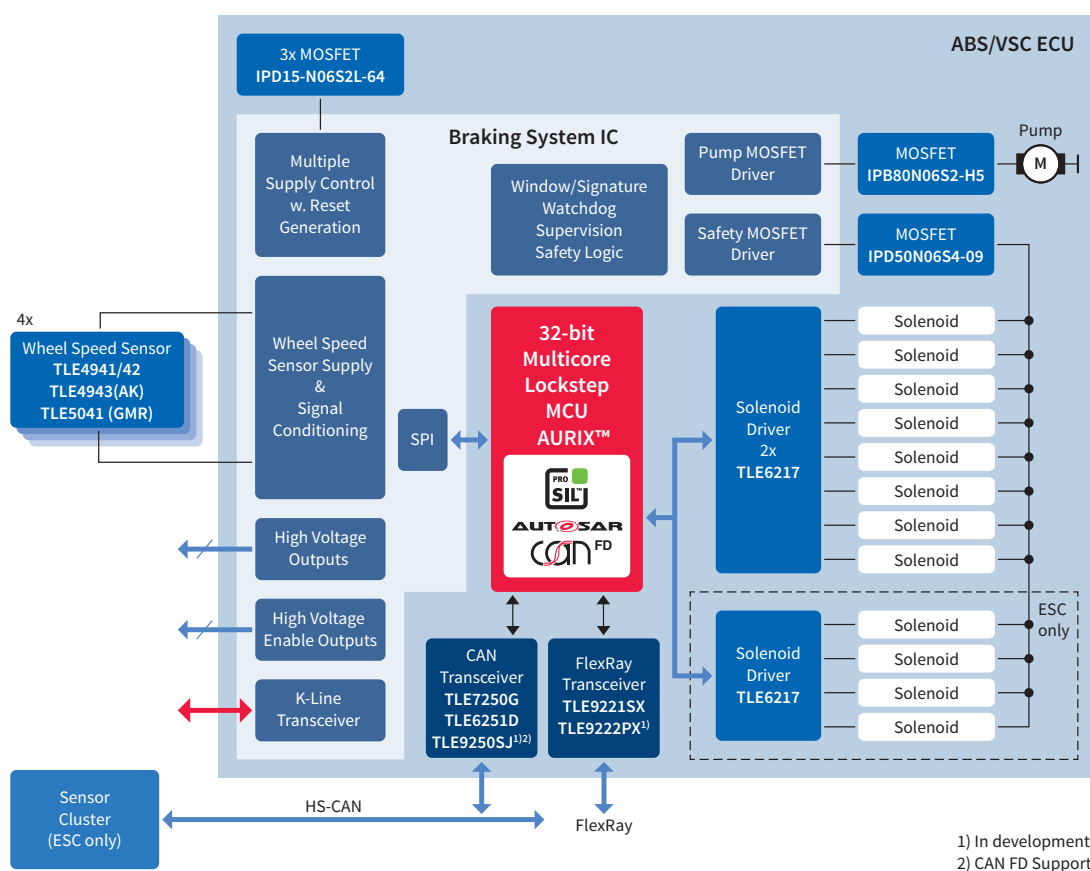 ABS/VSC ECU
3x MOSFET
IPD15-N06S2L-64
Braking System IC
Multiple
Supply Control
w. Reset
Generation
Window/Signature
Watchdog
Supervision
Safety Logic
Pump MOSFET
Driver
MOSFET
IPB80N06S2-H5
Pump
M
Safety MOSFET
Driver
MOSFET
IPD50N06S4-09
4x
Wheel Speed Sensor
TLE4941/42
TLE4943(AK)
TLE5041 (GMR)
Wheel Speed
Sensor Supply
&
Signal
Conditioning
SPI
32-bit
Multicore
Lockstep
MCU
AURIX™
PRO
SIL™
AUTOSAR
CAN FD
Solenoid
Driver
2x
TLE6217
Solenoid
Solenoid
Solenoid
Solenoid
Solenoid
Solenoid
Solenoid
Solenoid
High Voltage
Outputs
High Voltage
Enable Outputs
K-Line
Transceiver
CAN
Transceiver
TLE7250G
TLE6251D
TLE9250SJ1)2)
FlexRay
Transceiver
TLE9221SX
TLE9222PX1)
Solenoid
Driver
TLE6217
Solenoid
Solenoid
Solenoid
Solenoid
ESC
only
Sensor
Cluster
(ESC only)
HS-CAN
FlexRay
1) In development
2) CAN FD Support